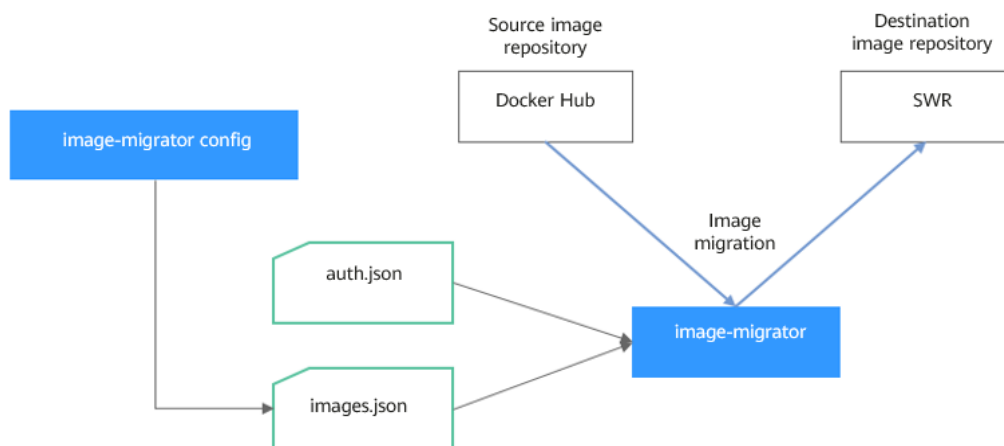 Source image
repository
Destination
image repository
Docker Hub
SWR
image-migrator config
Image
migration
auth.json
image-migrator
images.json